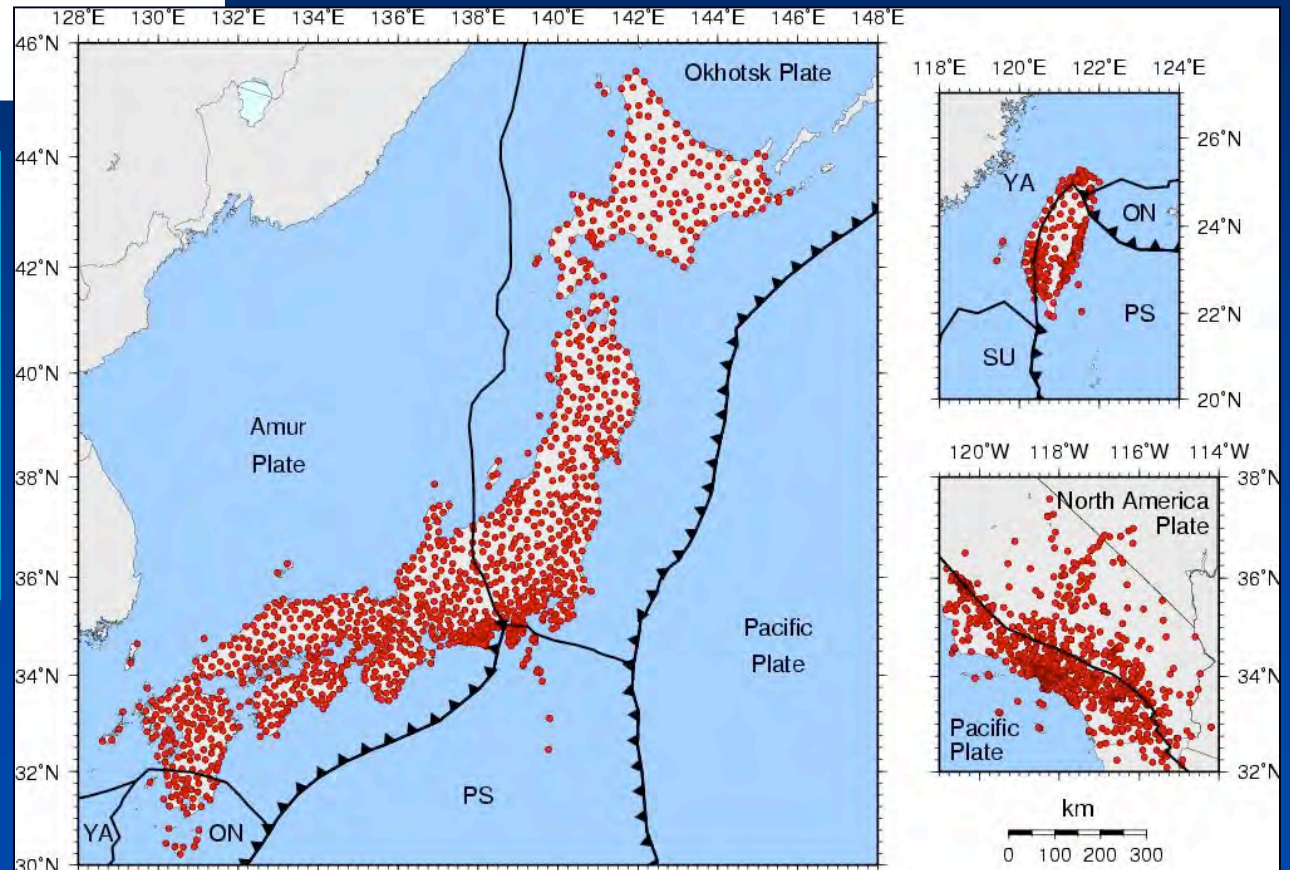 128°E 130°E 132°E 134°E 136°E 138°E 140°E 142°E 144°E 146°E 148°E
46°N
44°N
42°N
40°N
38°N
36°N
34°N
32°N
30°N
Okhotsk Plate
Amur
Plate
Pacific
Plate
PS
YA
ON
118°E 120°E 122°E 124°E
26°N
24°N
22°N
20°N
YA
ON
PS
SU
120°W 118°W 116°W 114°W
38°N
36°N
34°N
32°N
North America
Plate
Pacific
Plate
km
0 100 200 300